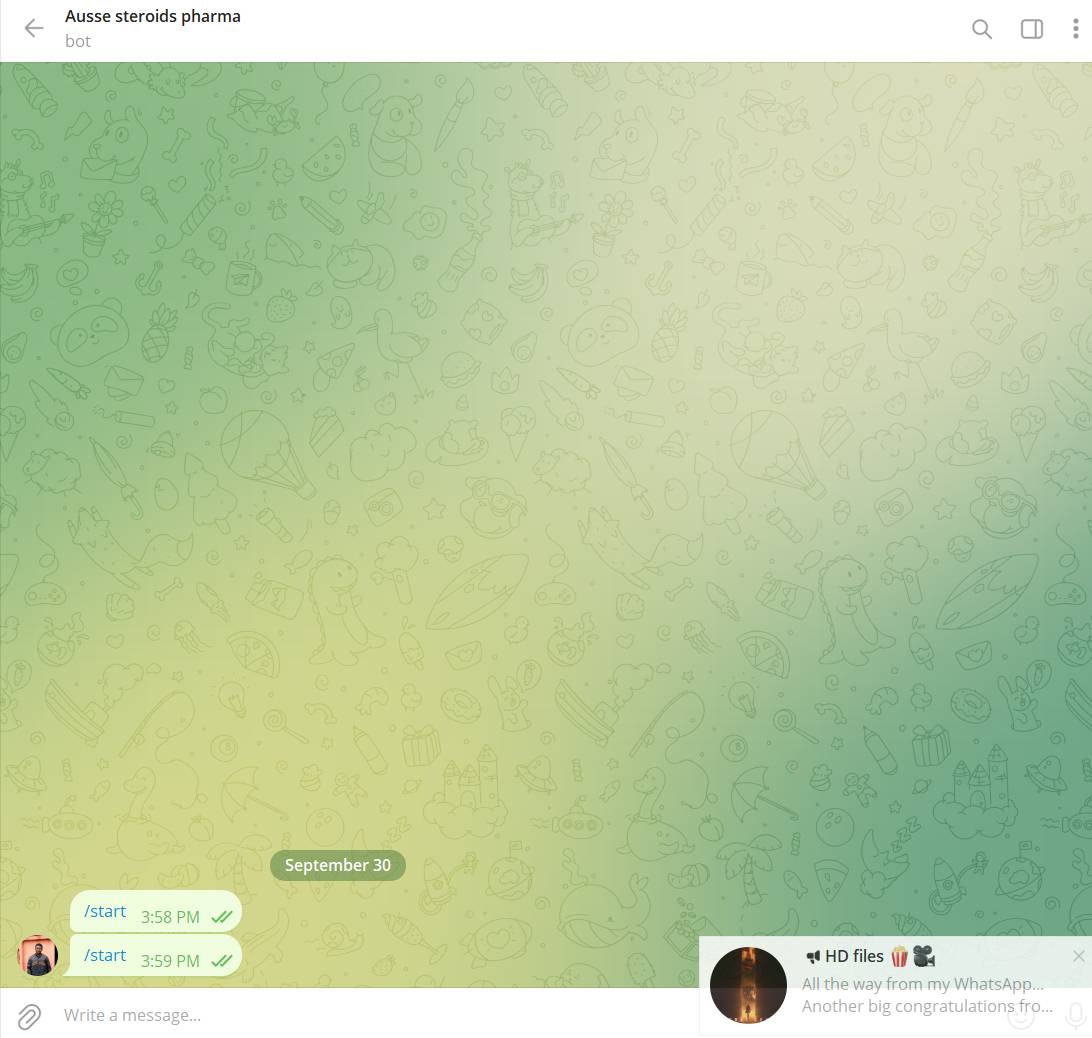 Ausse steroids pharma
bot
September 30
/start 3:58 PM
/start 3:59 PM
HD files
All the way from my WhatsApp...
Another big congratulations fro...
Write a message...